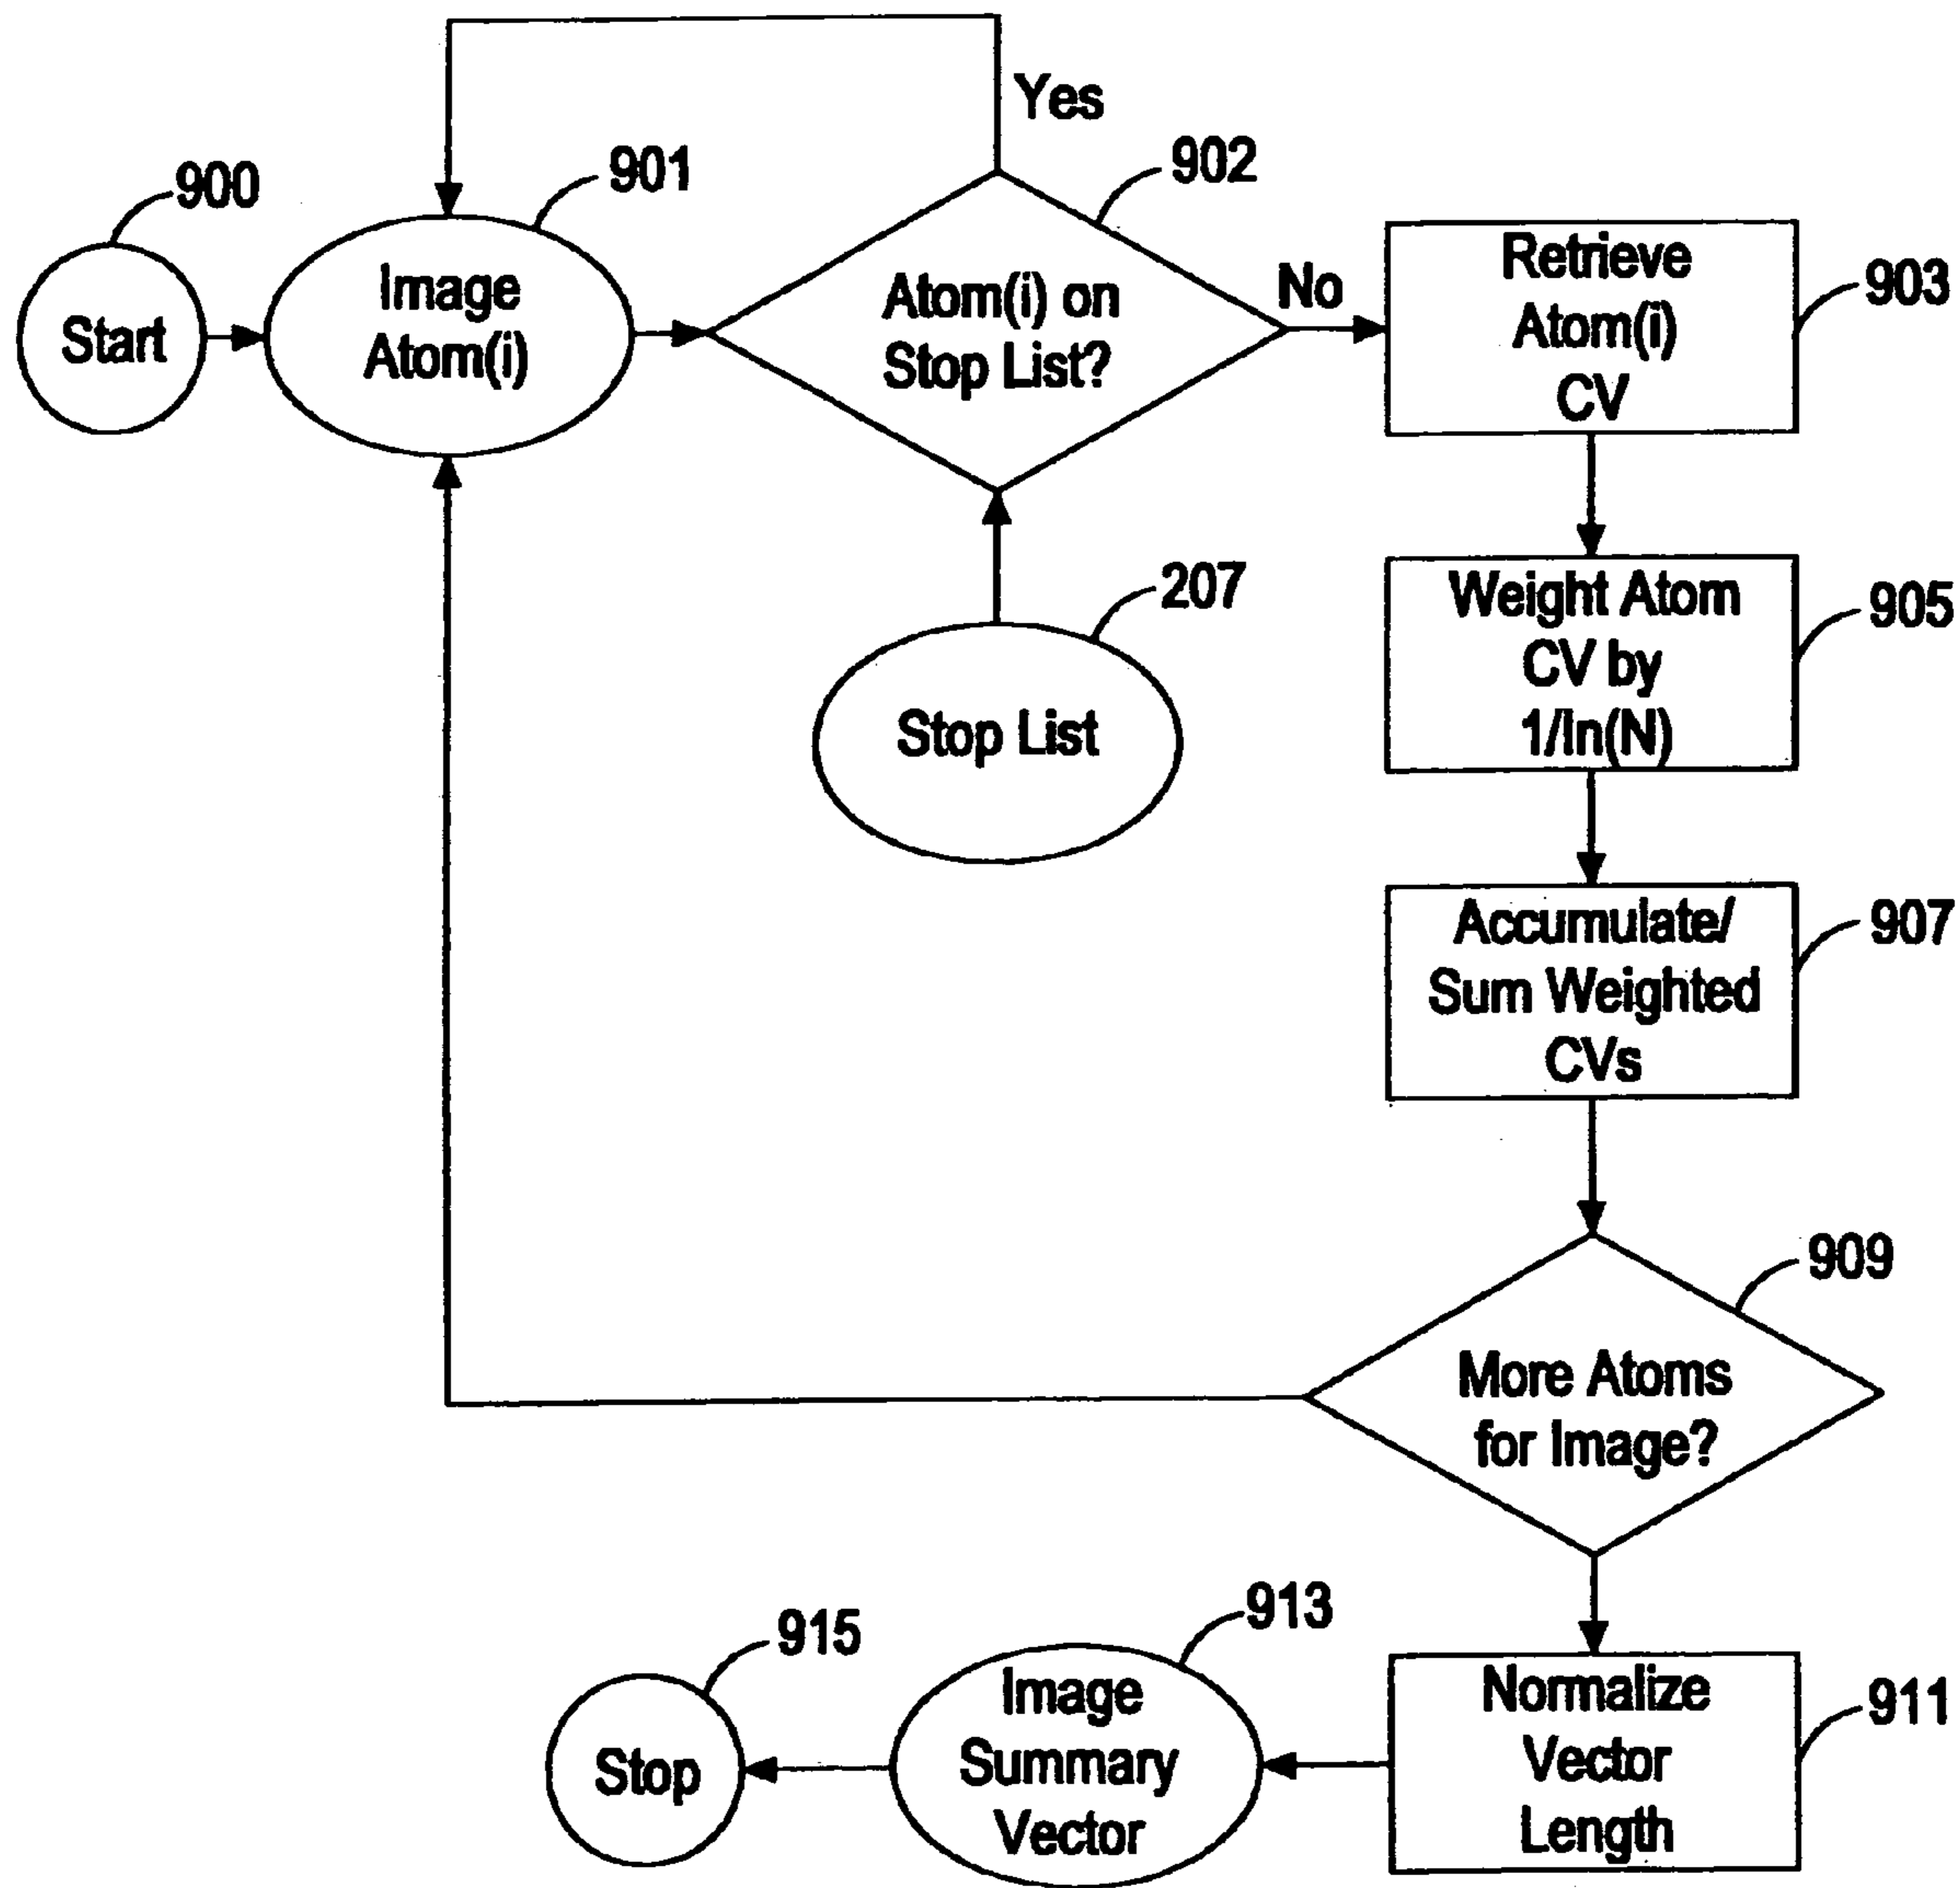 Yes
900
901
902
Start
Image
Atom(i)
Atom(i) on
Stop List?
No
Retrieve
Atom(i)
CV
903
207
Stop List
Weight Atom
CV by
1/ln(N)
905
Accumulate/
Sum Weighted
CVs
907
909
More Atoms
for Image?
915
Stop
913
Image
Summary
Vector
Normalize
Vector
Length
911